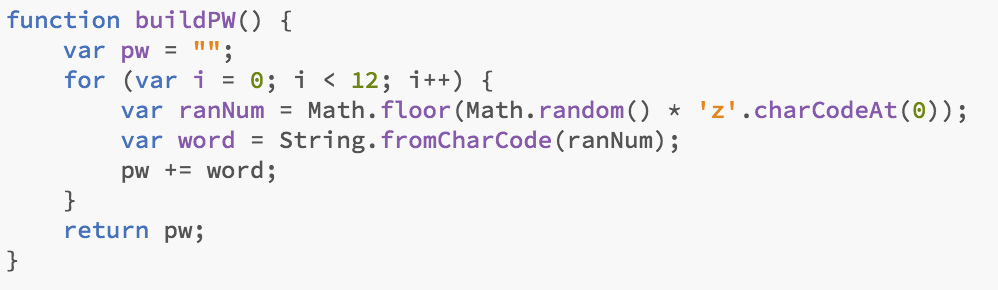 function buildPW() {
    var pw = "";
    for (var i = 0; i < 12; i++) {
        var ranNum = Math.floor(Math.random() * 'z'.charCodeAt(0));
        var word = String.fromCharCode(ranNum);
        pw += word;
    }
    return pw;
}